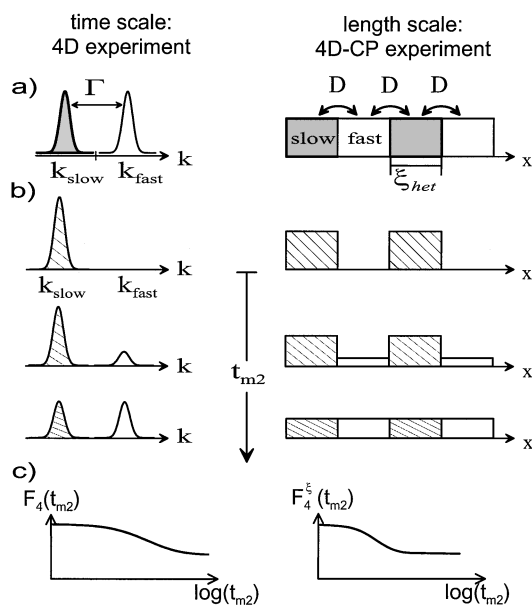 time scale:
4D experiment
length scale:
4D-CP experiment
a)
Γ
k
k_slow k_fast
D D D
slow fast
x
ξ_het
b)
k
k_slow k_fast
x
k
x
t_m2
k
x
c)
F_4(t_m2)
log(t_m2)
F_4^ξ(t_m2)
log(t_m2)